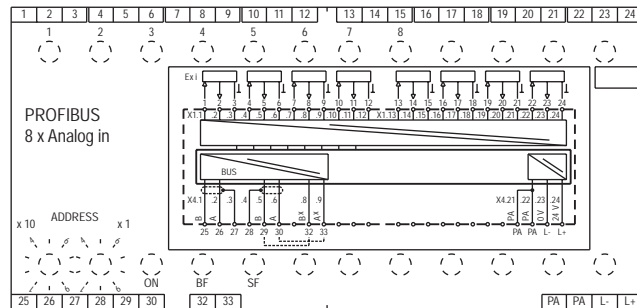 1 2 3 4 5 6 7 8 9 10 11 12 13 14 15 16 17 18 19 20 21 22 23 24
1 2 3 4 5 6 7 8
Ex i
1 2 3 4 5 6 7 8 9 10 11 12 13 14 15 16 17 18 19 20 21 22 23 24
X1.1 .2 .3 .4 .5 .6 .7 .8 .9 .10 .11 .12 X1.13 .14 .15 .16 .17 .18 .19 .20 .21 .22 .23 .24
PROFIBUS
8 x Analog in
BUS
X4.1 .2 .3 .4 .5 .6 .8 .9 X4.21 .22 .23 .24
B A B A Bx Ax PA PA 0 V 24 V
25 26 27 28 29 30 32 33 PA PA L- L+
ADDRESS
x 10 x 1
ON BF SF
25 26 27 28 29 30 32 33 PA PA L- L+